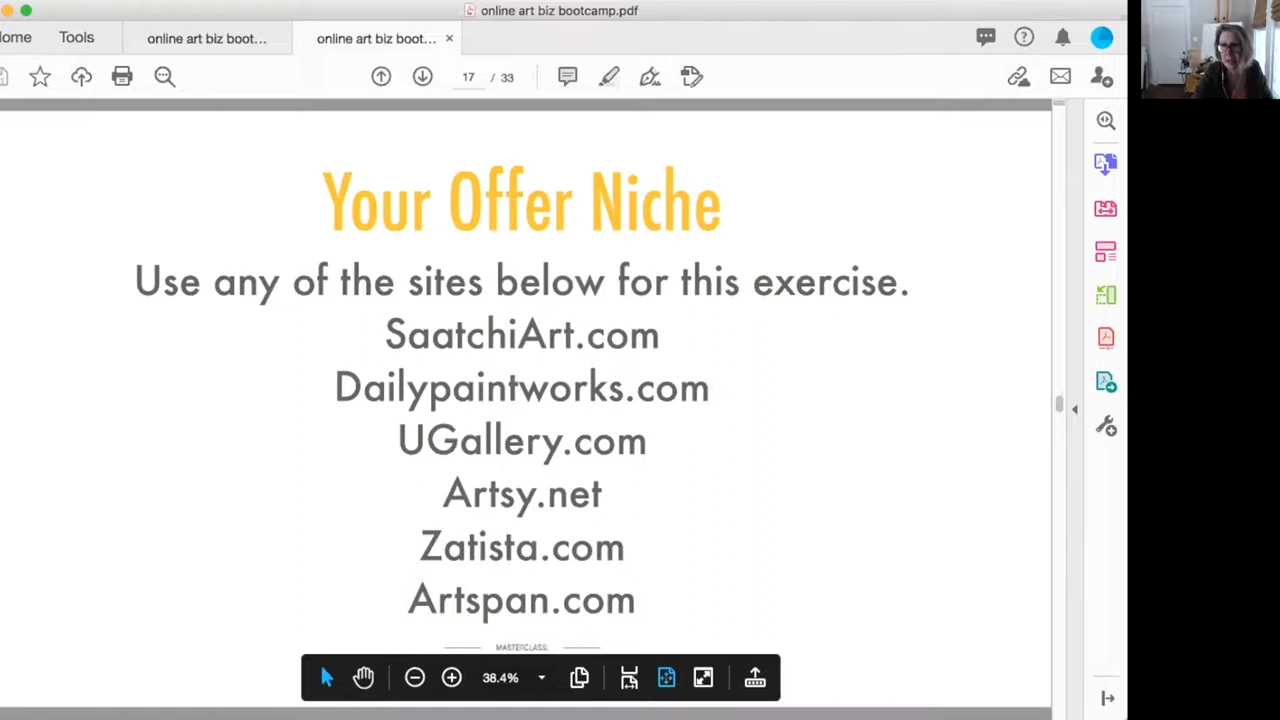 online art biz bootcamp.pdf
ome
Tools
online art biz boot...
online art biz boot...
×
17 / 33
Your Offer Niche
Use any of the sites below for this exercise.
SaatchiArt.com
Dailypaintworks.com
UGallery.com
Artsy.net
Zatista.com
Artspan.com
MASTERCLASS:
38.4%